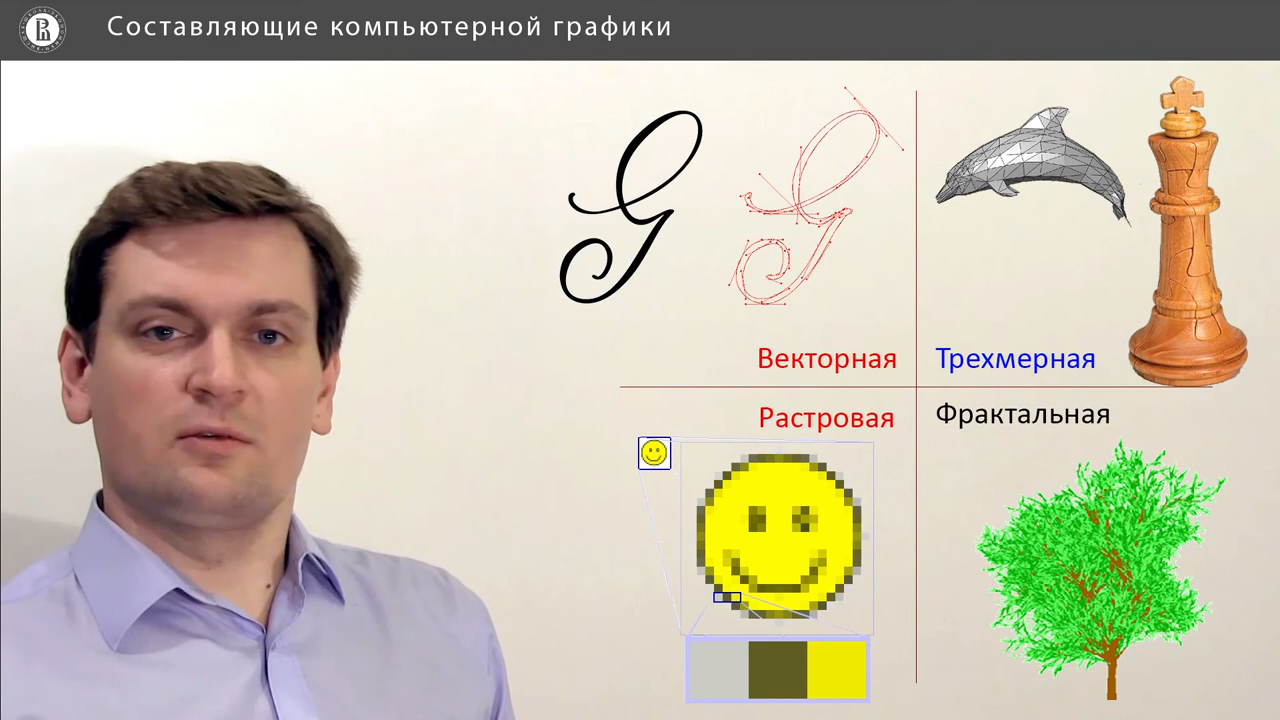 Составляющие компьютерной графики
G
Векторная
Трехмерная
Растровая
Фрактальная